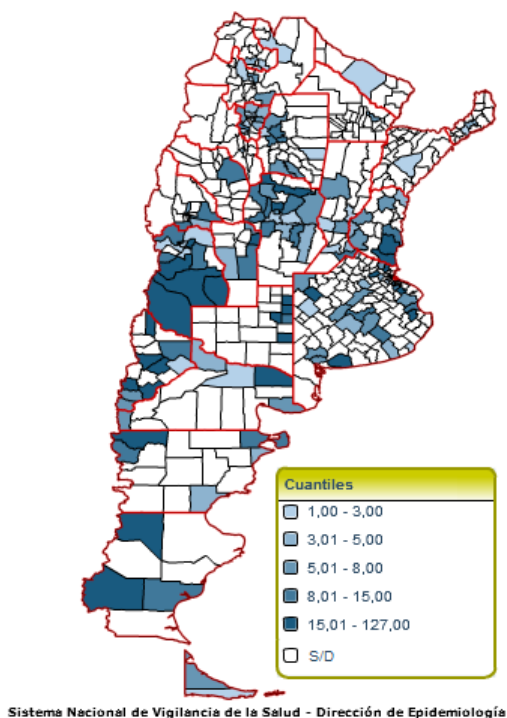 Cuantiles
1,00 - 3,00
3,01 - 5,00
5,01 - 8,00
8,01 - 15,00
15,01 - 127,00
S/D
Sistema Nacional de Vigilancia de la Salud - Dirección de Epidemiología